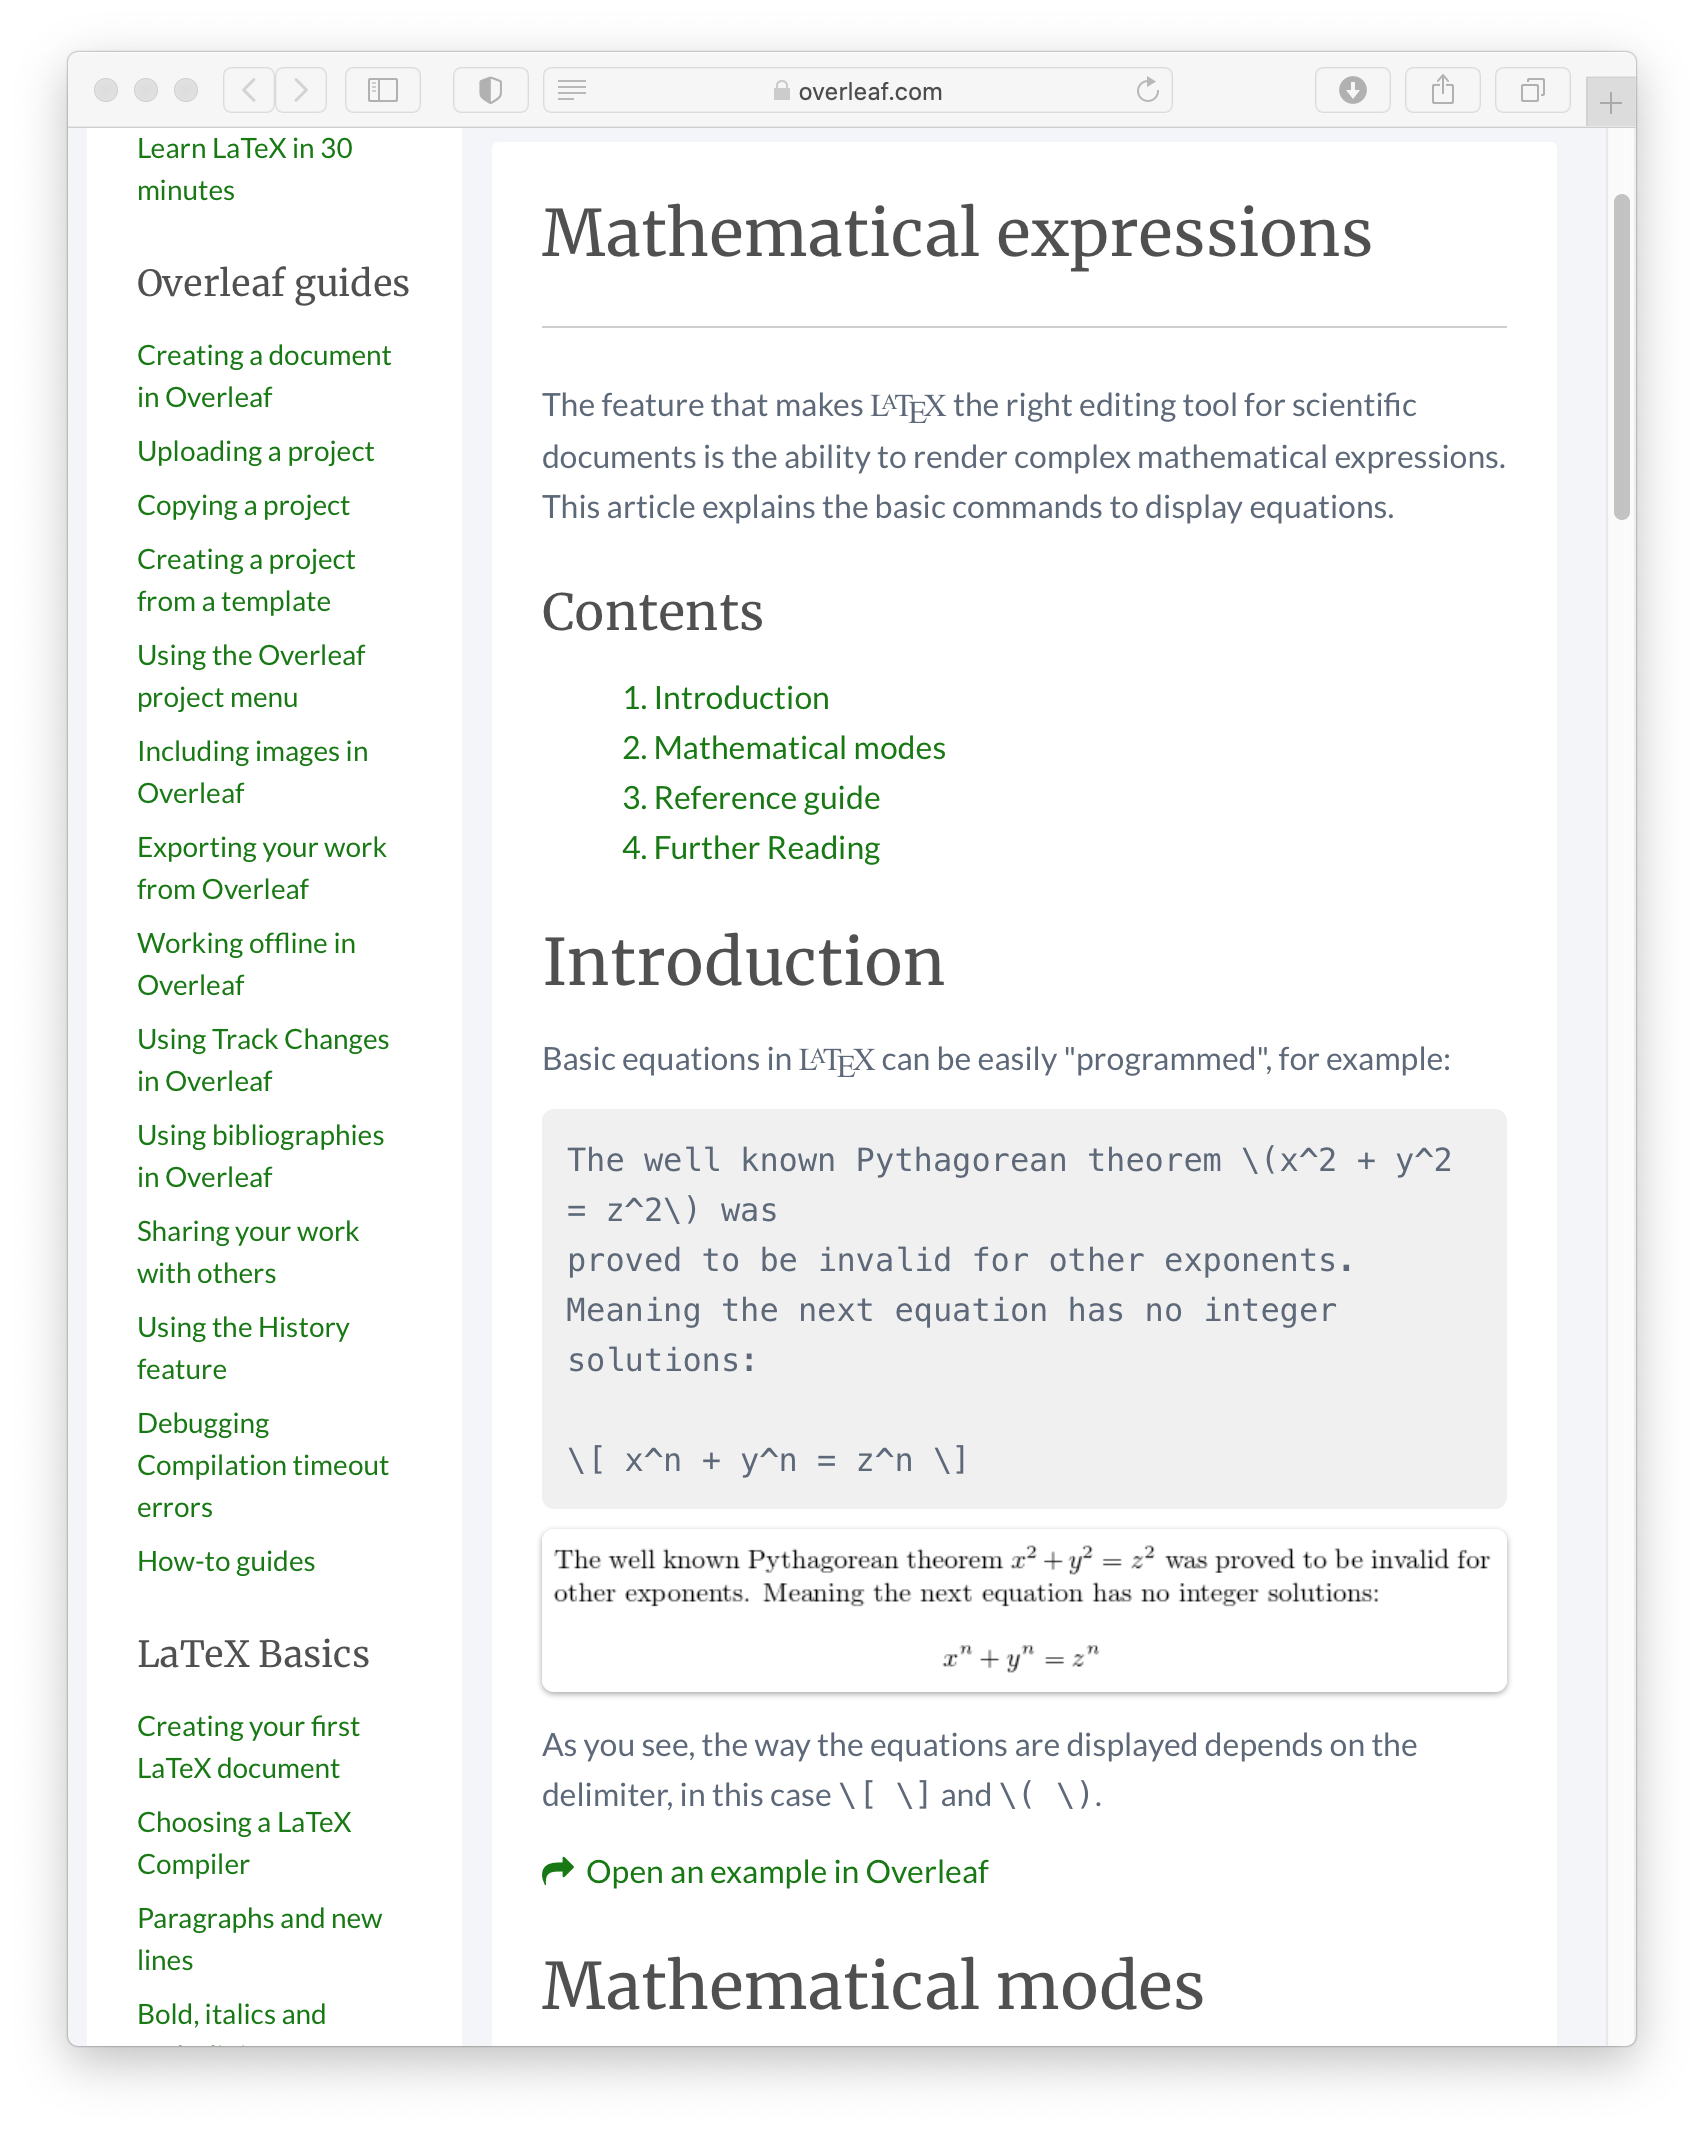 overleaf.com
Learn LaTeX in 30
minutes
Overleaf guides
Creating a document
in Overleaf
Uploading a project
Copying a project
Creating a project
from a template
Using the Overleaf
project menu
Including images in
Overleaf
Exporting your work
from Overleaf
Working offline in
Overleaf
Using Track Changes
in Overleaf
Using bibliographies
in Overleaf
Sharing your work
with others
Using the History
feature
Debugging
Compilation timeout
errors
How-to guides
LaTeX Basics
Creating your first
LaTeX document
Choosing a LaTeX
Compiler
Paragraphs and new
lines
Bold, italics and
Mathematical expressions
The feature that makes LATEX the right editing tool for scientific
documents is the ability to render complex mathematical expressions.
This article explains the basic commands to display equations.
Contents
1. Introduction
2. Mathematical modes
3. Reference guide
4. Further Reading
Introduction
Basic equations in LATEX can be easily "programmed", for example:
The well known Pythagorean theorem \(x^2 + y^2
= z^2\) was
proved to be invalid for other exponents.
Meaning the next equation has no integer
solutions:
\[ x^n + y^n = z^n \]
The well known Pythagorean theorem x² + y² = z² was proved to be invalid for
other exponents. Meaning the next equation has no integer solutions:
xⁿ + yⁿ = zⁿ
As you see, the way the equations are displayed depends on the
delimiter, in this case \[ \] and \( \).
Open an example in Overleaf
Mathematical modes